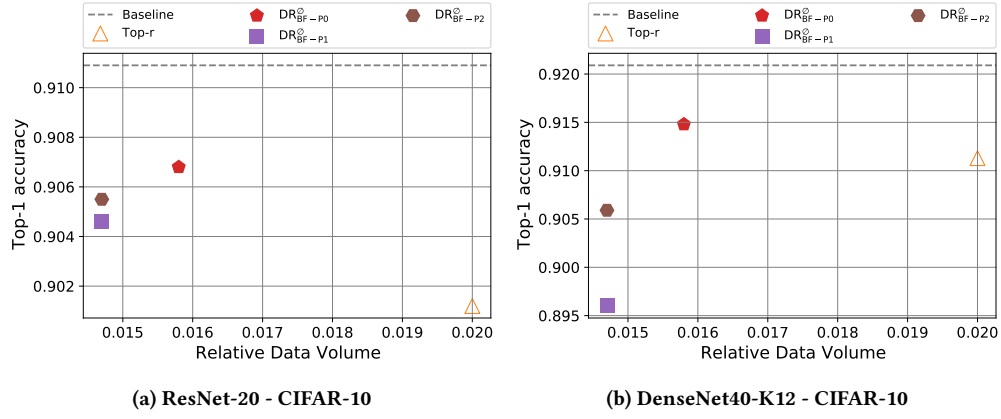 Baseline
Top-r
DR^∅_{BF−P0}
DR^∅_{BF−P1}
DR^∅_{BF−P2}
0.910
0.908
0.906
0.904
0.902
Top-1 accuracy
0.015 0.016 0.017 0.018 0.019 0.020
Relative Data Volume
(a) ResNet-20 - CIFAR-10
Baseline
Top-r
DR^∅_{BF−P0}
DR^∅_{BF−P1}
DR^∅_{BF−P2}
0.920
0.915
0.910
0.905
0.900
0.895
Top-1 accuracy
0.015 0.016 0.017 0.018 0.019 0.020
Relative Data Volume
(b) DenseNet40-K12 - CIFAR-10